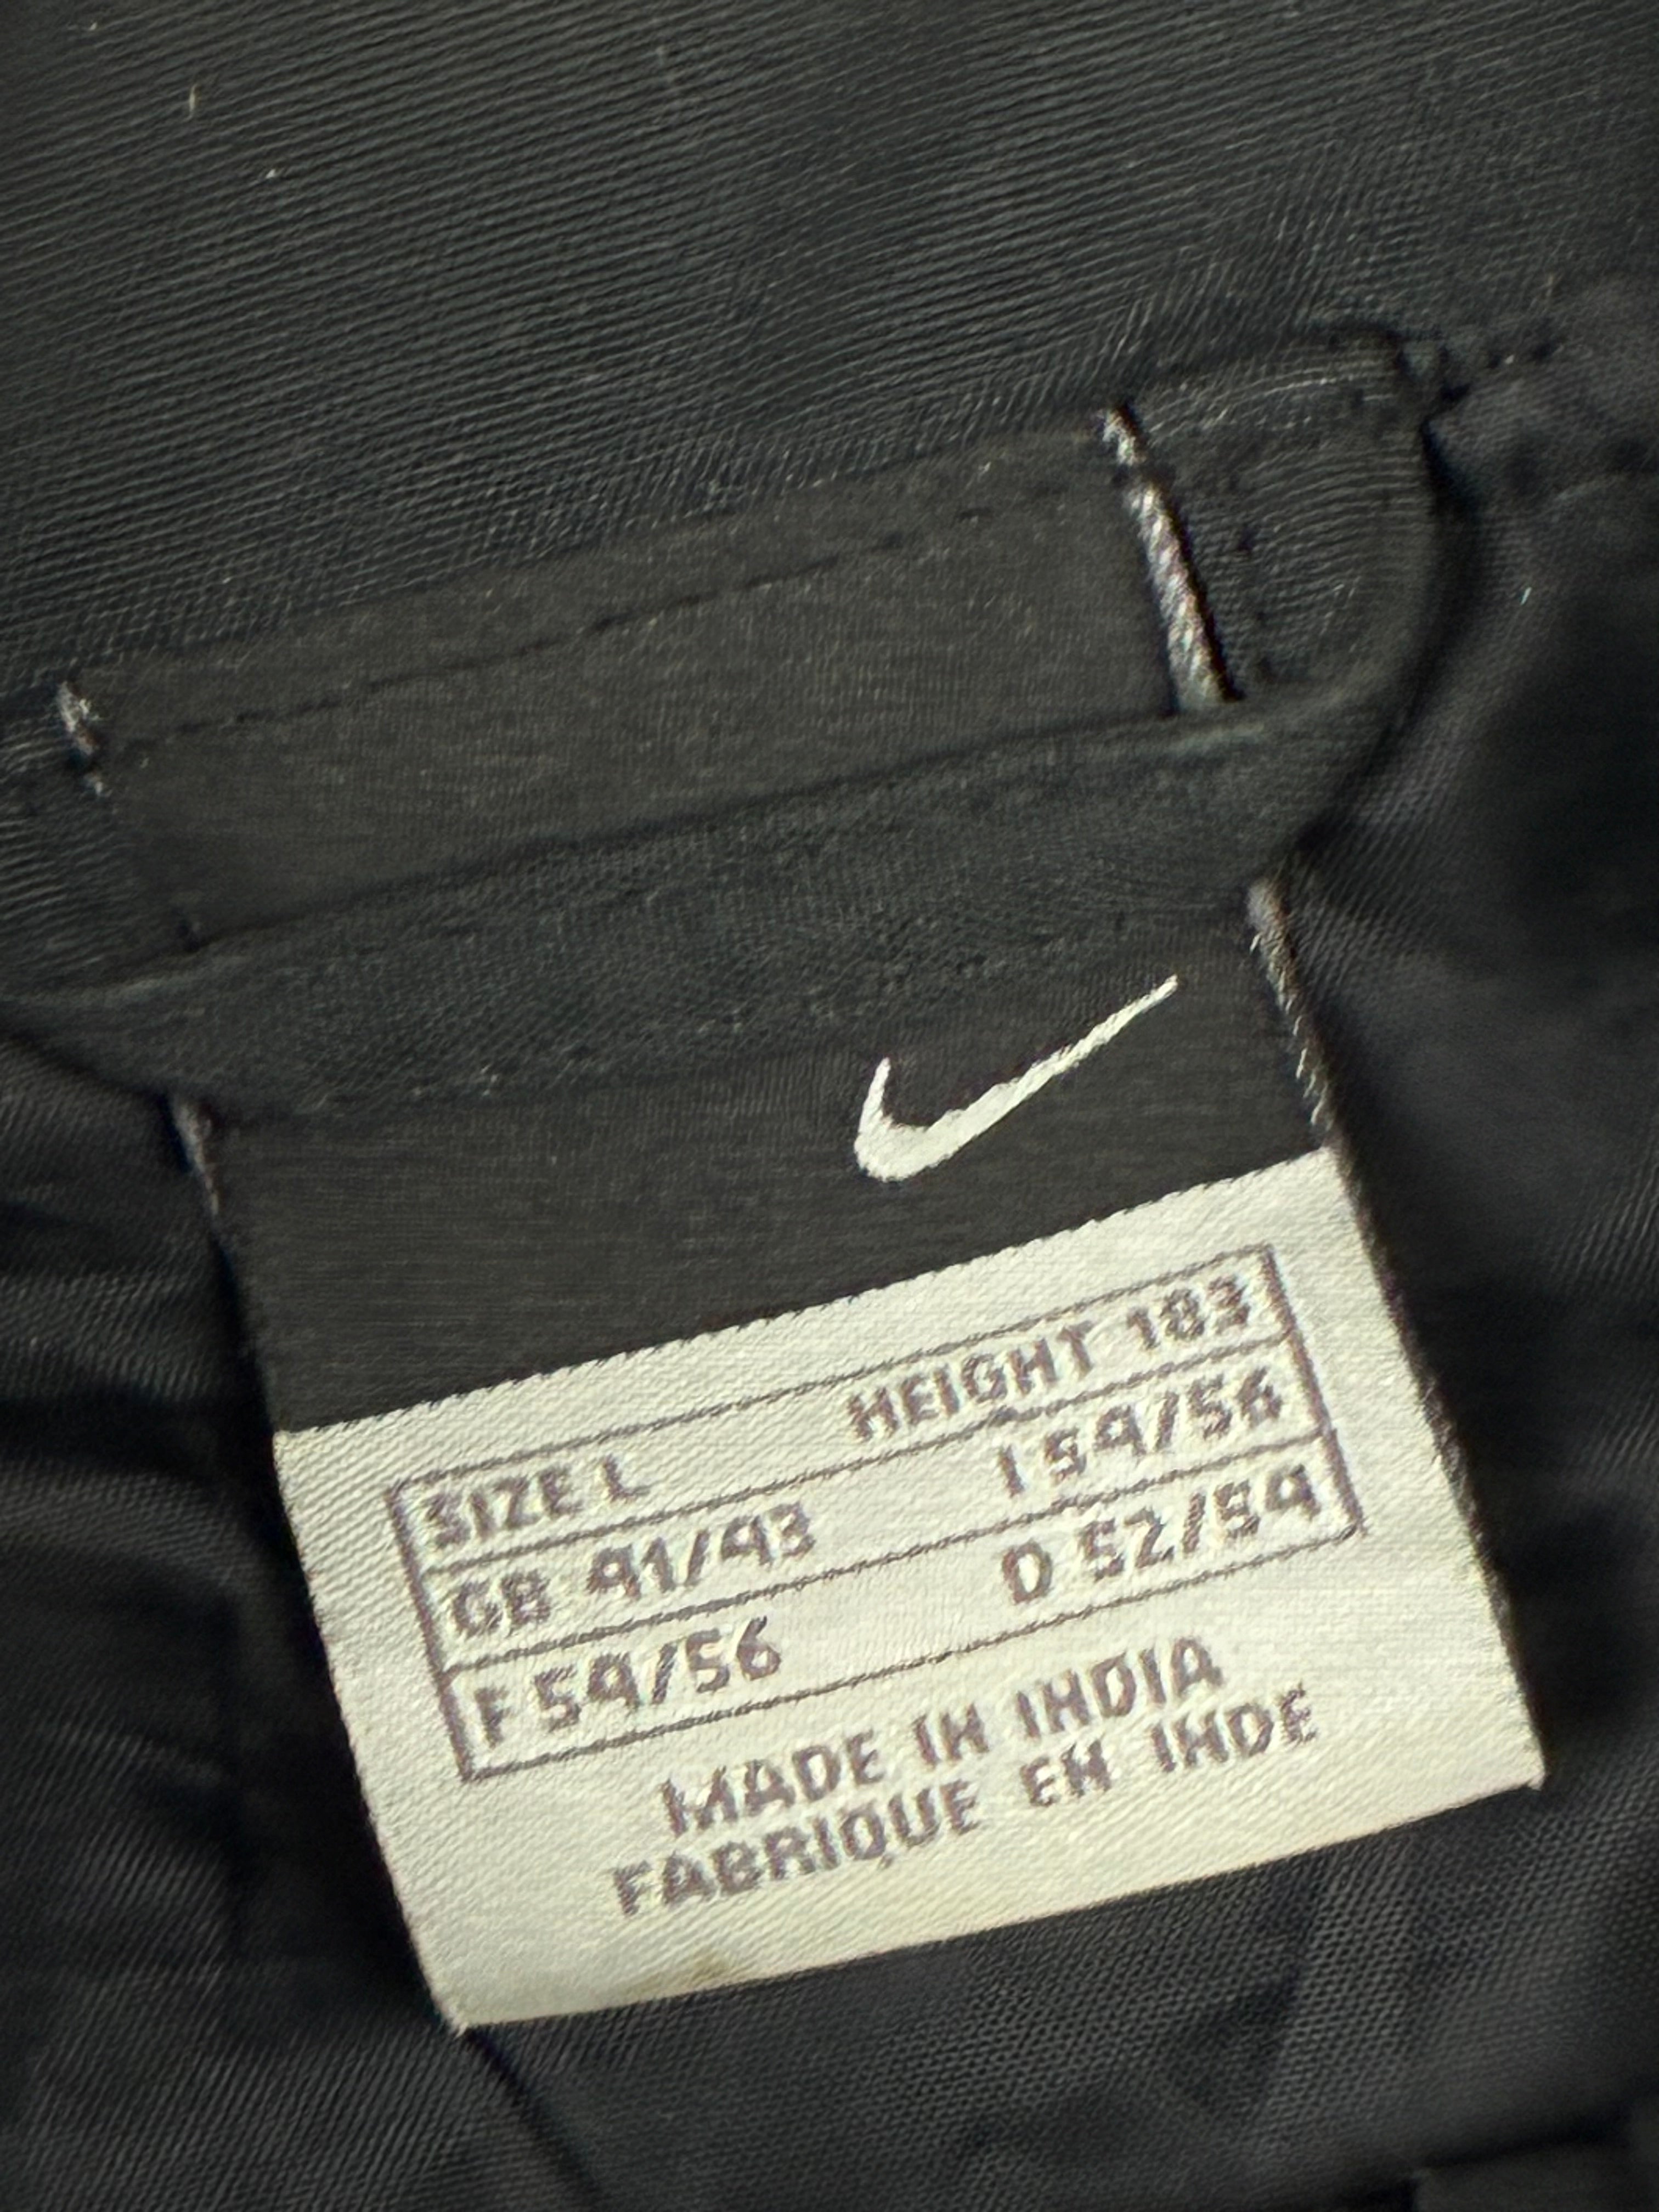 SIZE L HEIGHT 183
GB 41/43 I 54/56
F 54/56 D 52/54
MADE IN INDIA
FABRIQUE EN INDE